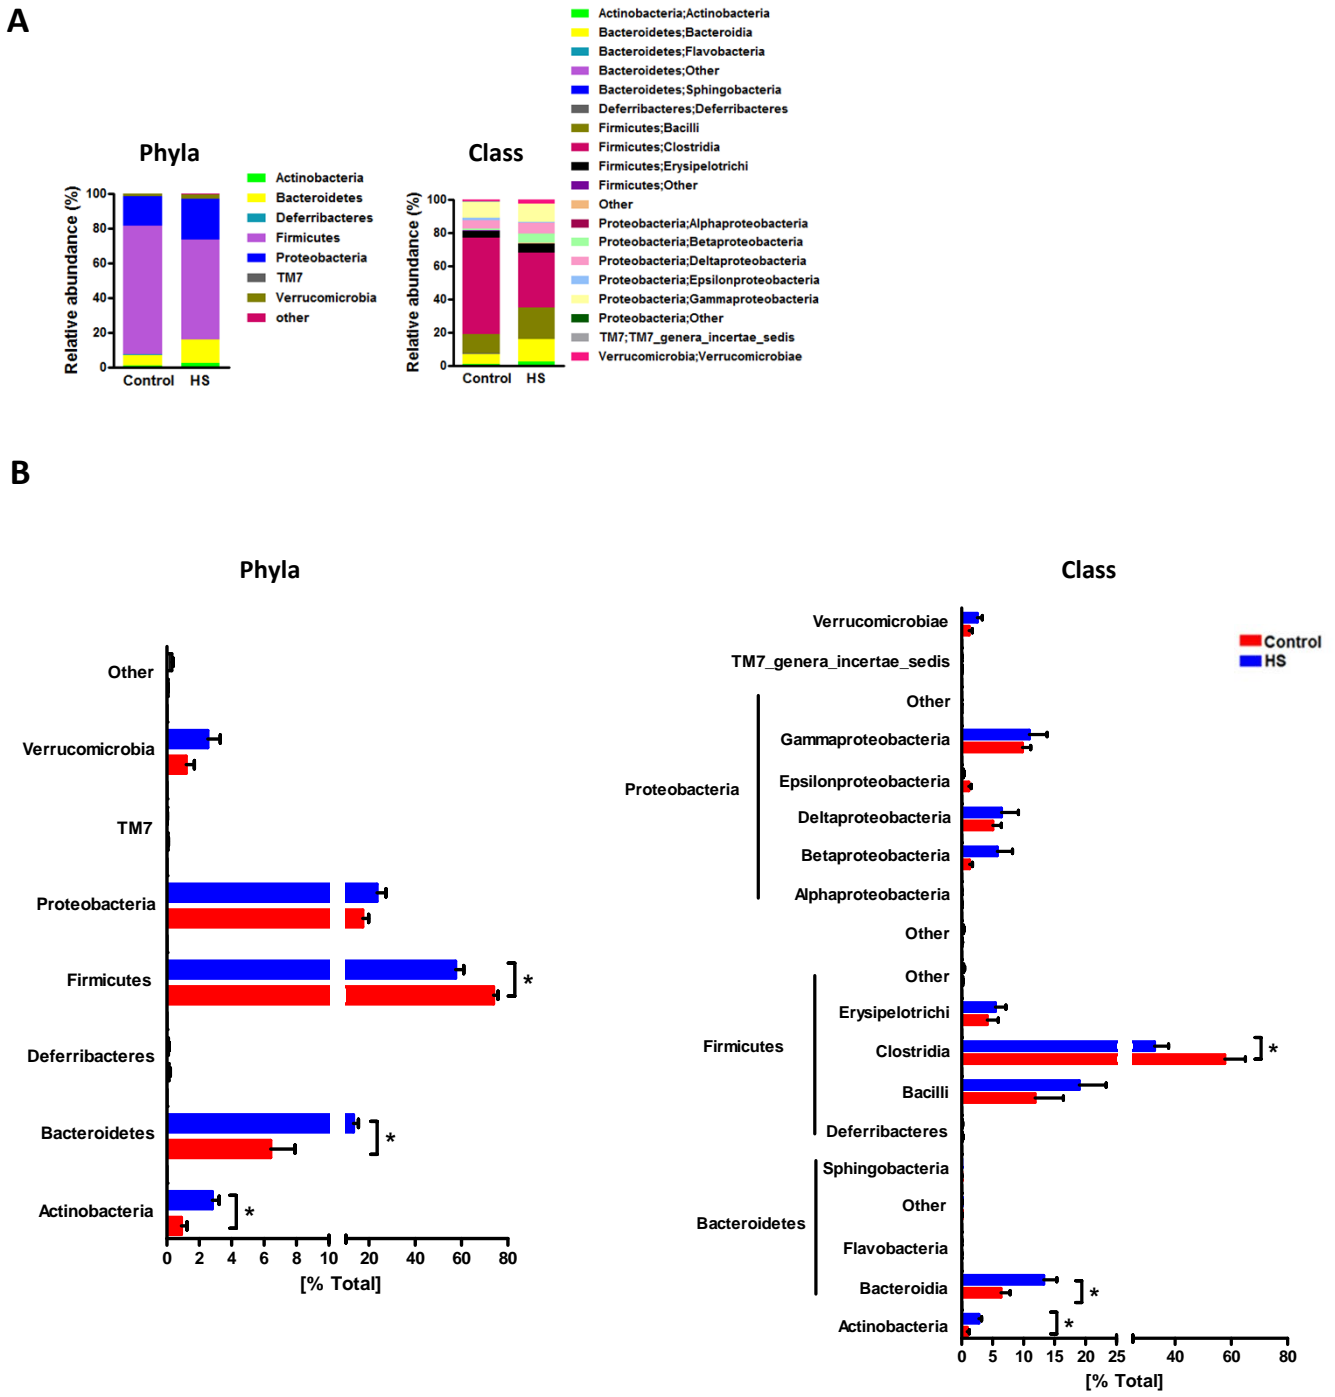 A
Phyla
Relative abundance (%)
100
80
60
40
20
0
Control HS
Actinobacteria
Bacteroidetes
Deferribacteres
Firmicutes
Proteobacteria
TM7
Verrucomicrobia
other
Class
Relative abundance (%)
100
80
60
40
20
0
Control HS
Actinobacteria;Actinobacteria
Bacteroidetes;Bacteroidia
Bacteroidetes;Flavobacteria
Bacteroidetes;Other
Bacteroidetes;Sphingobacteria
Deferribacteres;Deferribacteres
Firmicutes;Bacilli
Firmicutes;Clostridia
Firmicutes;Erysipelotrichi
Firmicutes;Other
Other
Proteobacteria;Alphaproteobacteria
Proteobacteria;Betaproteobacteria
Proteobacteria;Deltaproteobacteria
Proteobacteria;Epsilonproteobacteria
Proteobacteria;Gammaproteobacteria
Proteobacteria;Other
TM7;TM7_genera_incertae_sedis
Verrucomicrobia;Verrucomicrobiae
B
Phyla
Other
Verrucomicrobia
TM7
Proteobacteria
Firmicutes
*
Deferribacteres
Bacteroidetes
*
Actinobacteria
*
0 2 4 6 8 10 20 40 60 80
[% Total]
Class
Control
HS
Verrucomicrobiae
TM7_genera_incertae_sedis
Other
Gammaproteobacteria
Epsilonproteobacteria
Proteobacteria
Deltaproteobacteria
Betaproteobacteria
Alphaproteobacteria
Other
Other
Erysipelotrichi
Firmicutes
Clostridia
*
Bacilli
Deferribacteres
Sphingobacteria
Other
Bacteroidetes
Flavobacteria
Bacteroidia
*
Actinobacteria
*
0 5 10 15 20 25 40 60 80
[% Total]